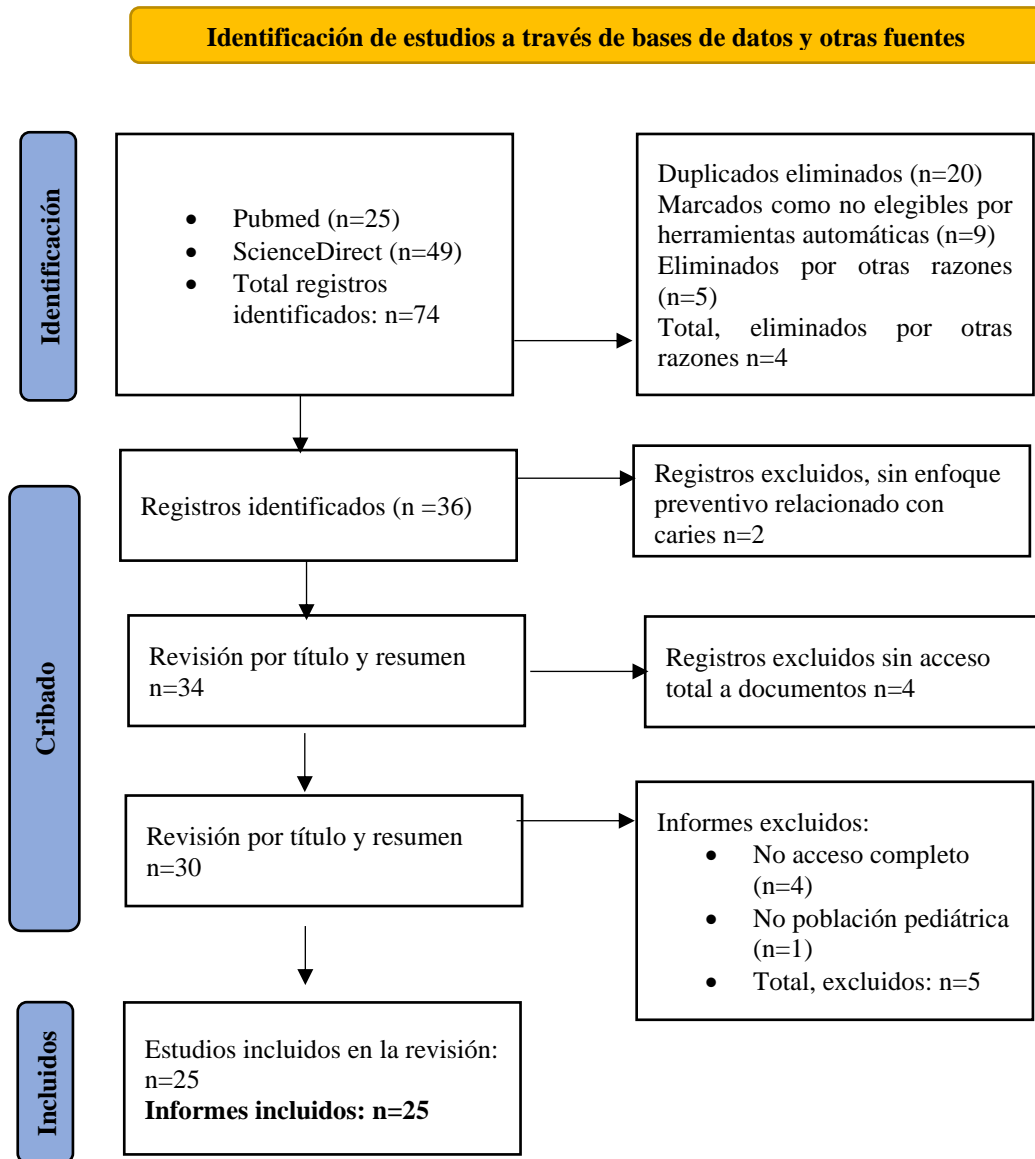 Identificación de estudios a través de bases de datos y otras fuentes
Identificación
• Pubmed (n=25)
• ScienceDirect (n=49)
• Total registros
identificados: n=74
Duplicados eliminados (n=20)
Marcados como no elegibles por
herramientas automáticas (n=9)
Eliminados por otras razones
(n=5)
Total, eliminados por otras
razones n=4
Cribado
Registros identificados (n =36)
Registros excluidos, sin enfoque
preventivo relacionado con
caries n=2
Revisión por título y resumen
n=34
Registros excluidos sin acceso
total a documentos n=4
Revisión por título y resumen
n=30
Informes excluidos:
• No acceso completo
(n=4)
• No población pediátrica
(n=1)
• Total, excluidos: n=5
Incluidos
Estudios incluidos en la revisión:
n=25
Informes incluidos: n=25